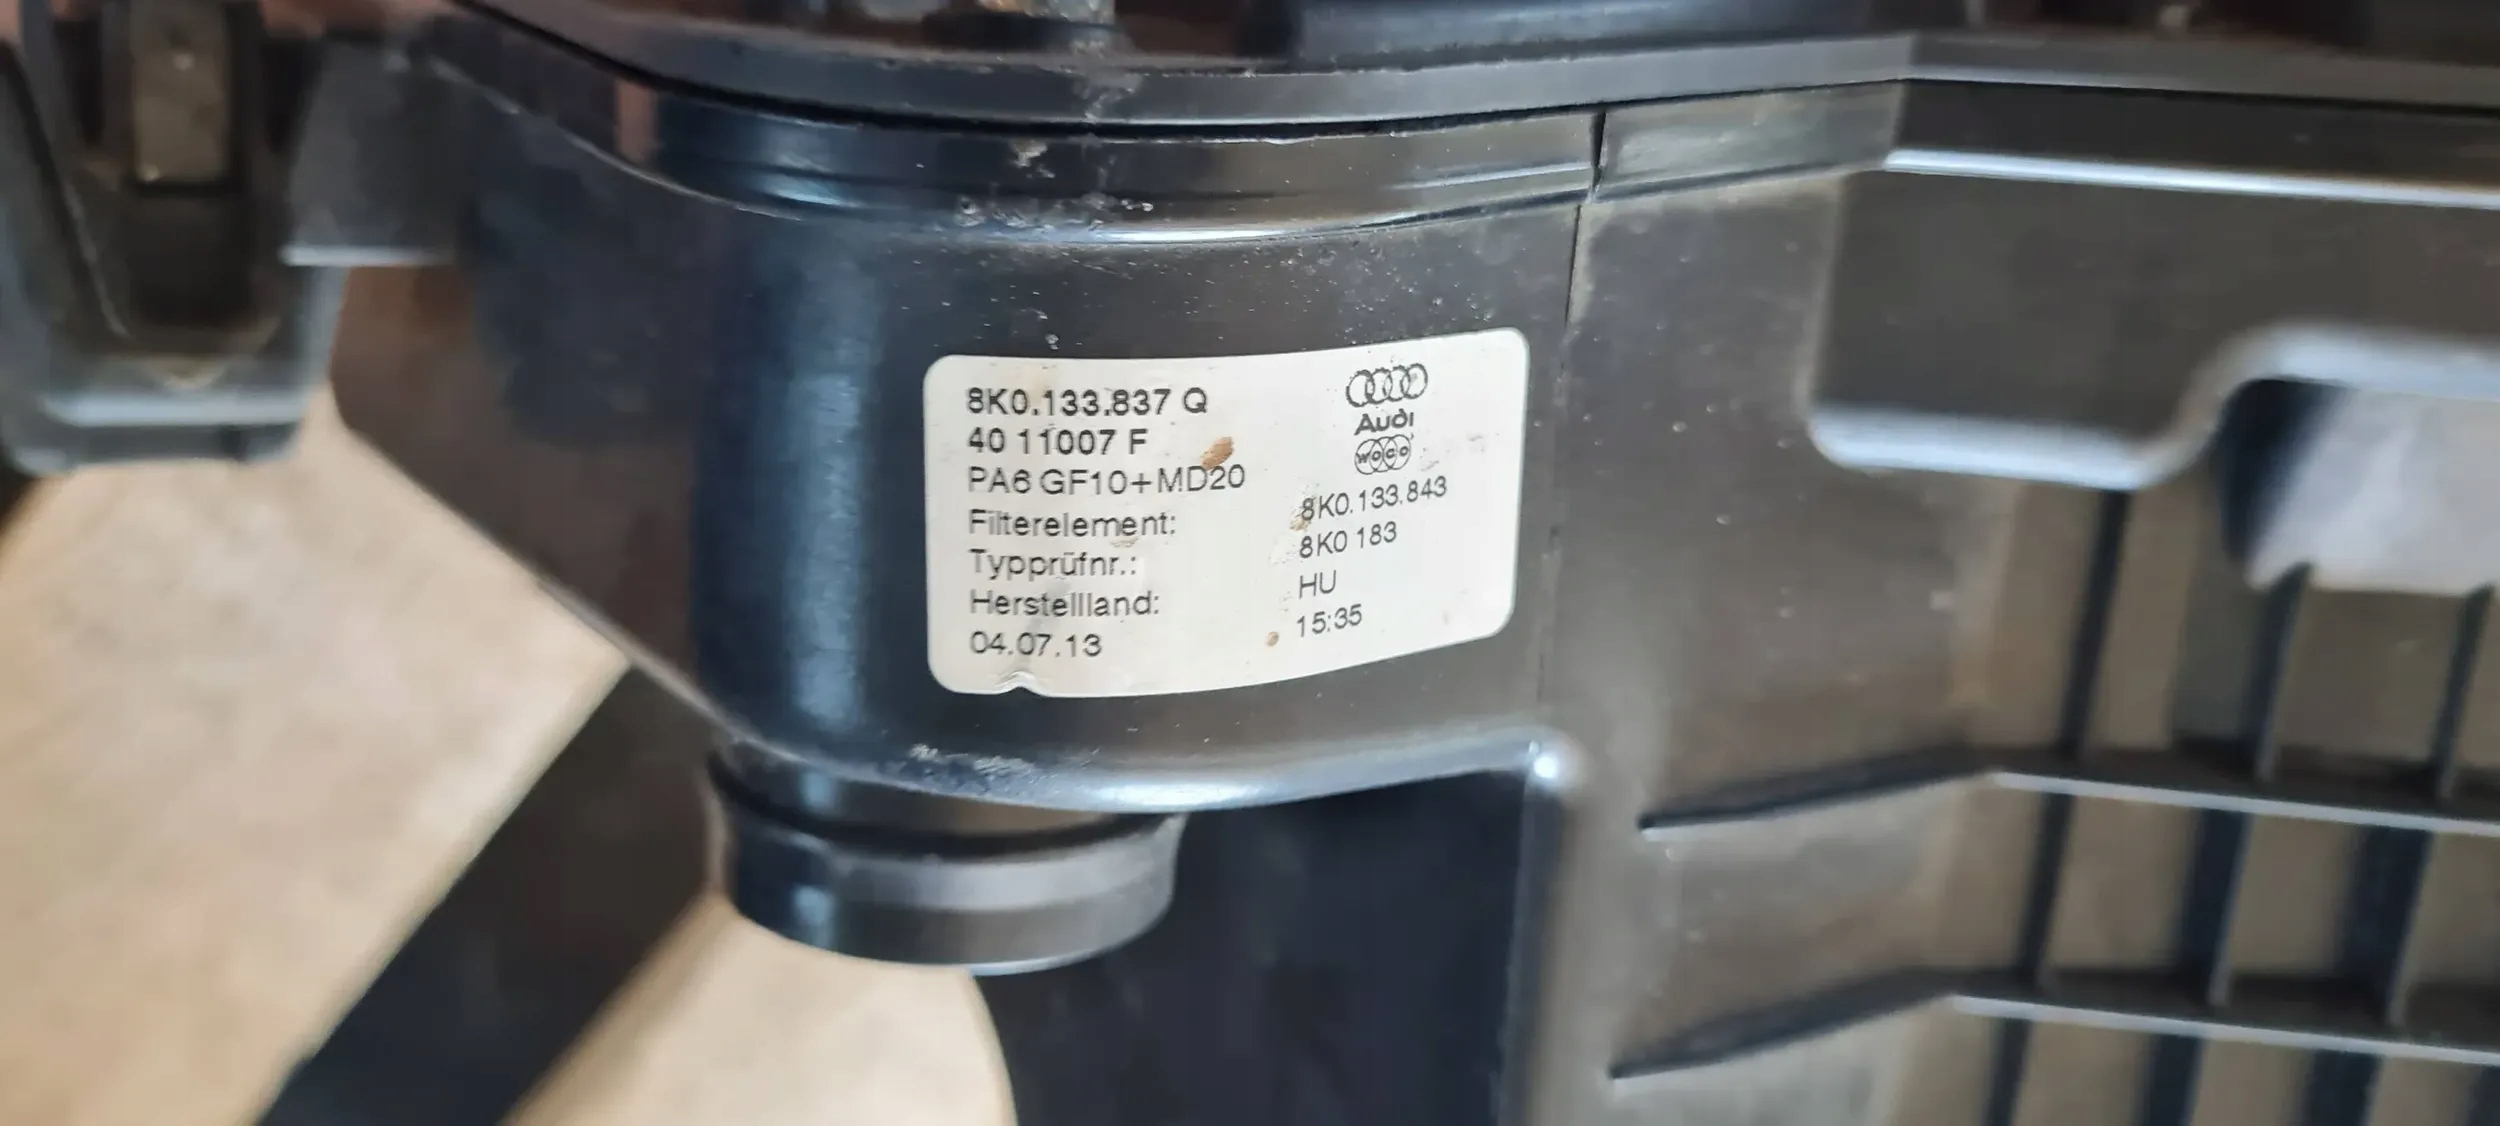 8K0.133.837 Q
40 11007 F
PA6 GF10+MD20
Audi
woco
Filterelement: 8K0.133.843
Typprüfnr.: 8K0 183
Herstellland: HU
04.07.13 15:35